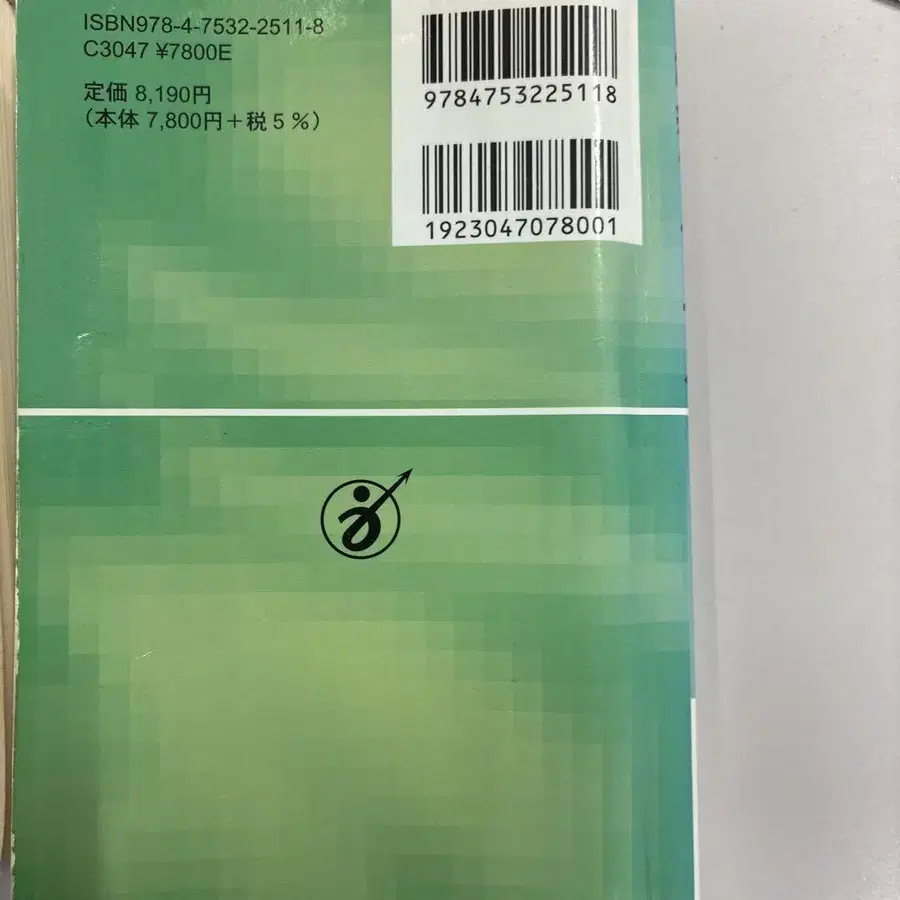 ISBN978-4-7532-2511-8
C3047 ¥7800E
定価 8,190円
(本体 7,800円+税5%)
9784753225118
1923047078001